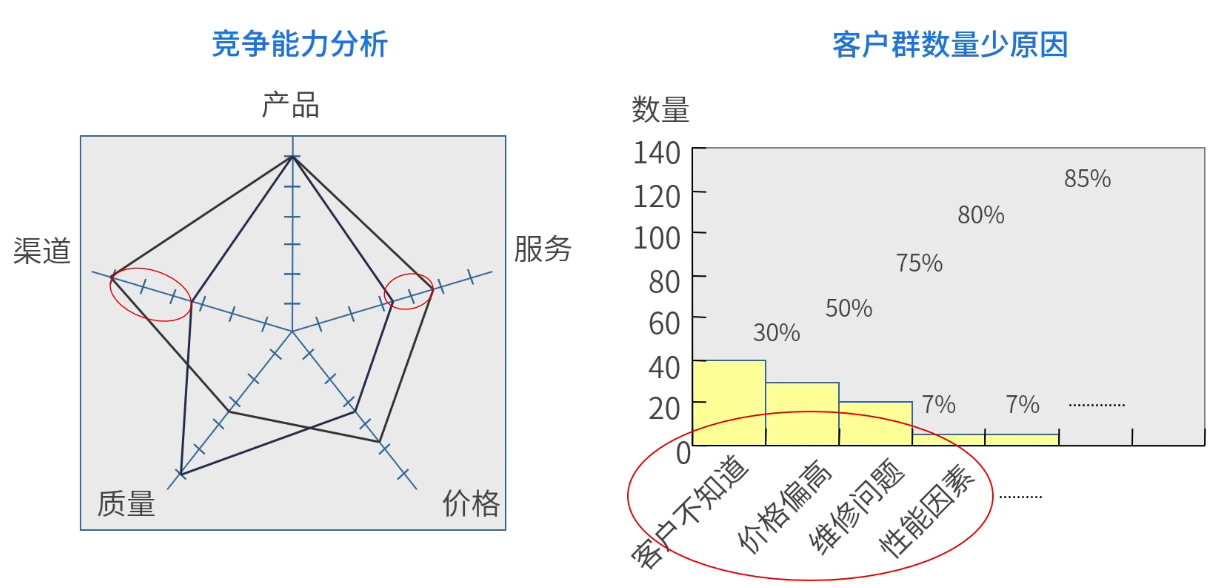 竞争能力分析
产品
渠道
服务
质量
价格
客户群数量少原因
数量
140
120
100
80
60
40
20
0
30%
50%
75%
80%
85%
7%
7%
............
客户不知道
价格偏高
维修问题
性能因素
.........